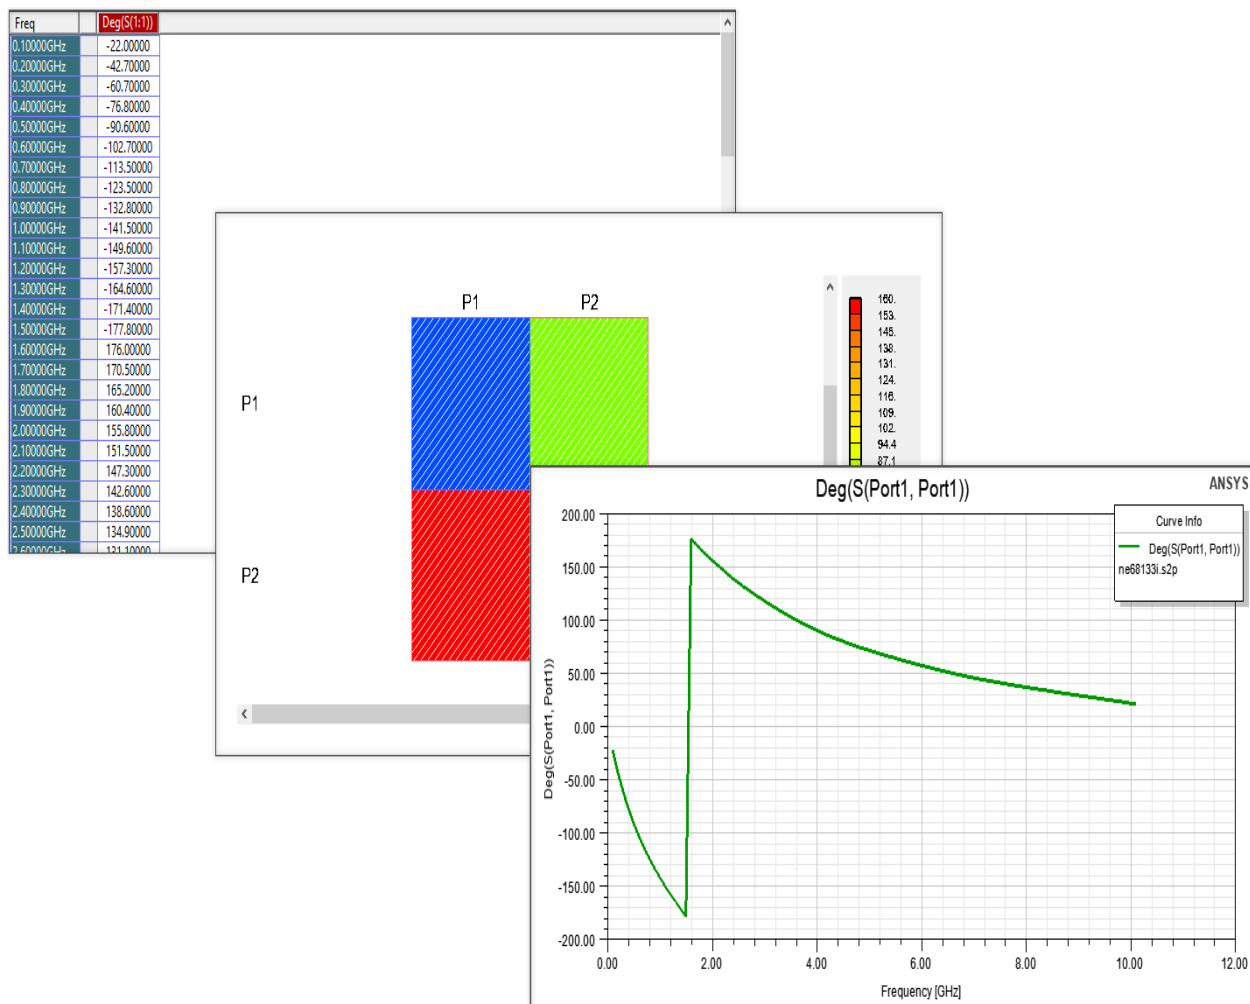 Freq Deg(S(1:1))
0.10000GHz -22.00000
0.20000GHz -42.70000
0.30000GHz -60.70000
0.40000GHz -76.80000
0.50000GHz -90.60000
0.60000GHz -102.70000
0.70000GHz -113.50000
0.80000GHz -123.50000
0.90000GHz -132.80000
1.00000GHz -141.50000
1.10000GHz -149.60000
1.20000GHz -157.30000
1.30000GHz -164.60000
1.40000GHz -171.40000
1.50000GHz -177.80000
1.60000GHz 176.00000
1.70000GHz 170.50000
1.80000GHz 165.20000
1.90000GHz 160.40000
2.00000GHz 155.80000
2.10000GHz 151.50000
2.20000GHz 147.30000
2.30000GHz 142.60000
2.40000GHz 138.60000
2.50000GHz 134.90000
2.60000GHz 131.10000
P1 P2
P1
P2
160.
153.
145.
138.
131.
124.
116.
109.
102.
94.4
87.1
Deg(S(Port1, Port1))
ANSYS
Curve Info
Deg(S(Port1, Port1))
ne68133i.s2p
Deg(S(Port1, Port1))
200.00
150.00
100.00
50.00
0.00
-50.00
-100.00
-150.00
-200.00
0.00 2.00 4.00 6.00 8.00 10.00 12.00
Frequency [GHz]